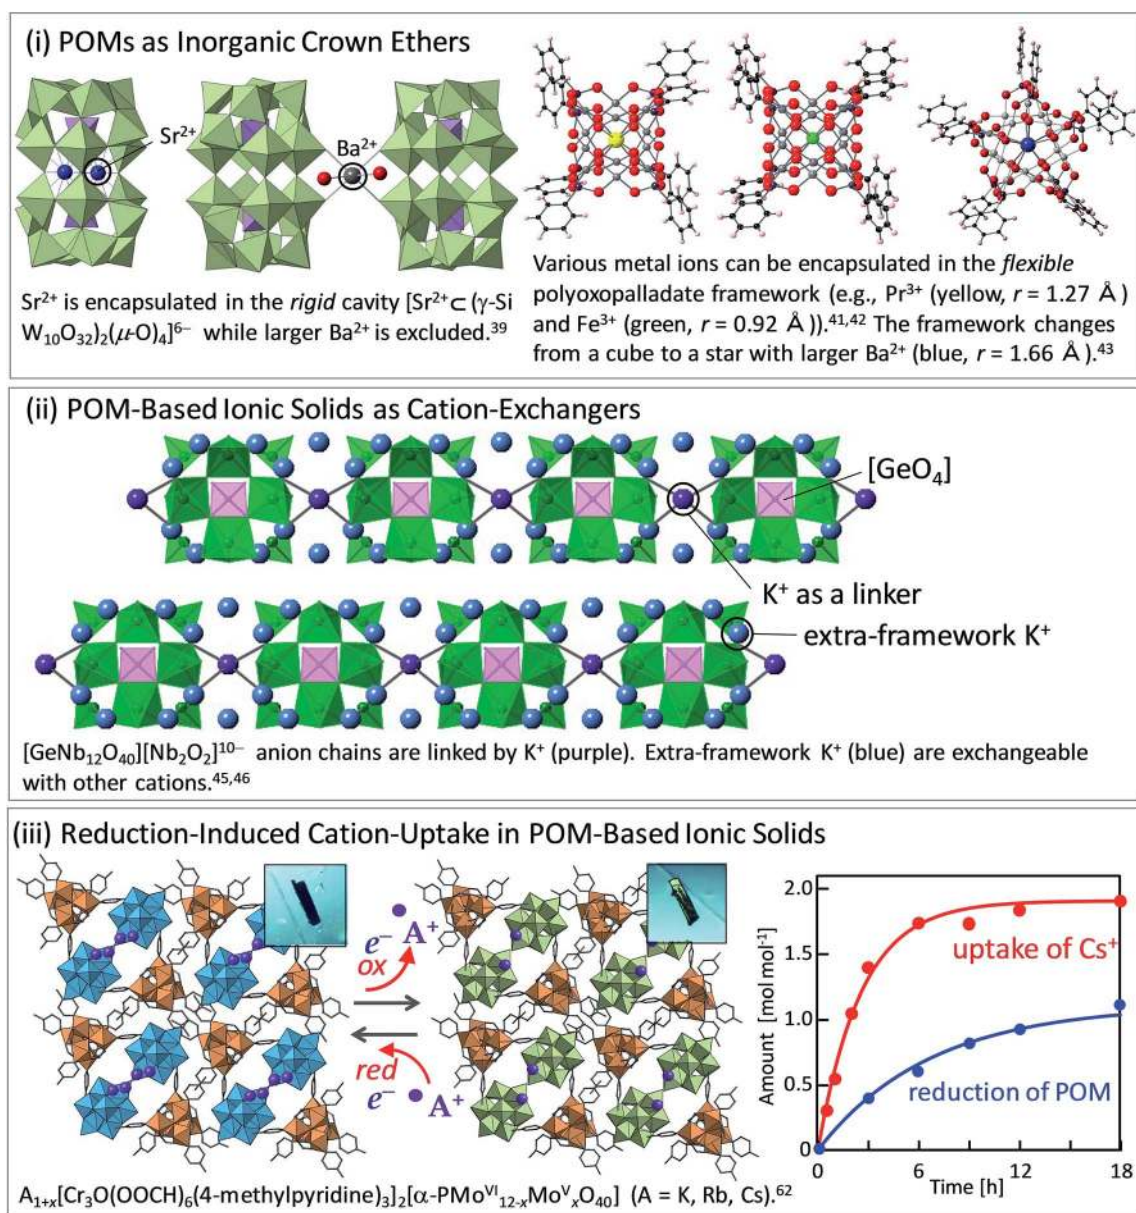 (i) POMs as Inorganic Crown Ethers
Sr²⁺
Ba²⁺
Sr²⁺ is encapsulated in the rigid cavity [Sr²⁺⊂(γ-Si
W₁₀O₃₂)₂(μ-O)₄]⁶⁻ while larger Ba²⁺ is excluded.³⁹
Various metal ions can be encapsulated in the flexible
polyoxopalladate framework (e.g., Pr³⁺ (yellow, r = 1.27 Å)
and Fe³⁺ (green, r = 0.92 Å)).⁴¹,⁴² The framework changes
from a cube to a star with larger Ba²⁺ (blue, r = 1.66 Å).⁴³
(ii) POM-Based Ionic Solids as Cation-Exchangers
[GeO₄]
K⁺ as a linker
extra-framework K⁺
[GeNb₁₂O₄₀][Nb₂O₂]¹⁰⁻ anion chains are linked by K⁺ (purple). Extra-framework K⁺ (blue) are exchangeable
with other cations.⁴⁵,⁴⁶
(iii) Reduction-Induced Cation-Uptake in POM-Based Ionic Solids
e⁻ A⁺
ox
red
e⁻ A⁺
Amount [mol mol⁻¹]
2.0
1.5
1.0
0.5
0
uptake of Cs⁺
reduction of POM
0 6 12 18
Time [h]
A₁₊ₓ[Cr₃O(OOCH)₆(4-methylpyridine)₃]₂[α-PMoⱽᴵ₁₂₋ₓMoⱽₓO₄₀] (A = K, Rb, Cs).⁶²